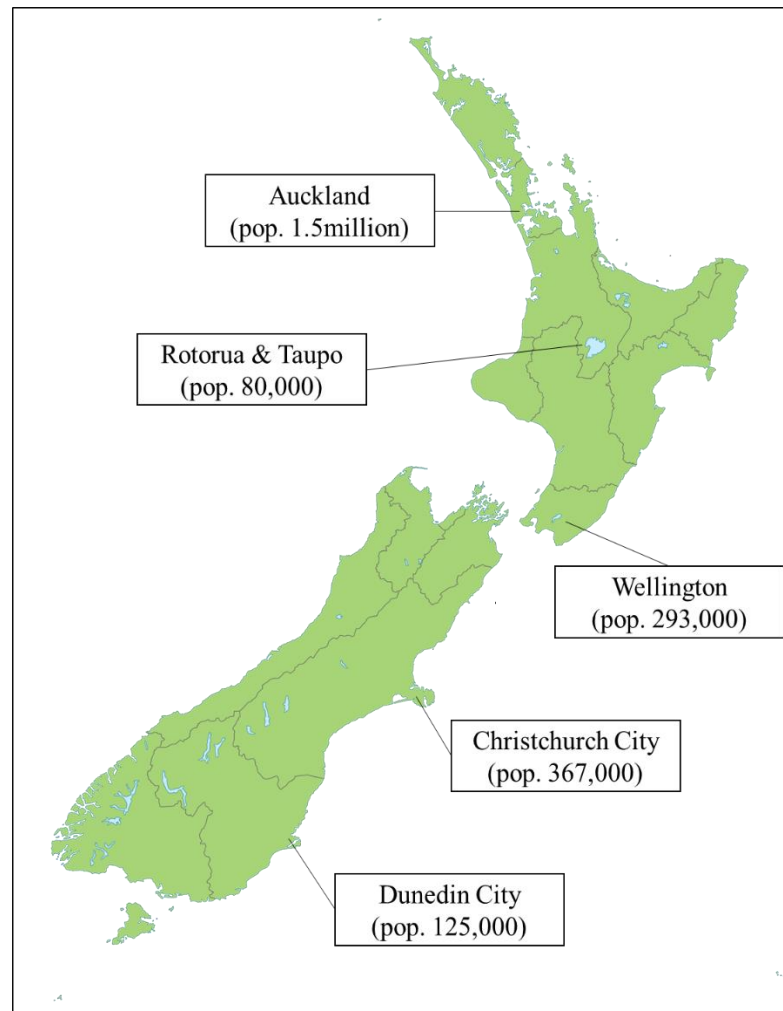 Auckland
(pop. 1.5million)
Rotorua & Taupo
(pop. 80,000)
Wellington
(pop. 293,000)
Christchurch City
(pop. 367,000)
Dunedin City
(pop. 125,000)